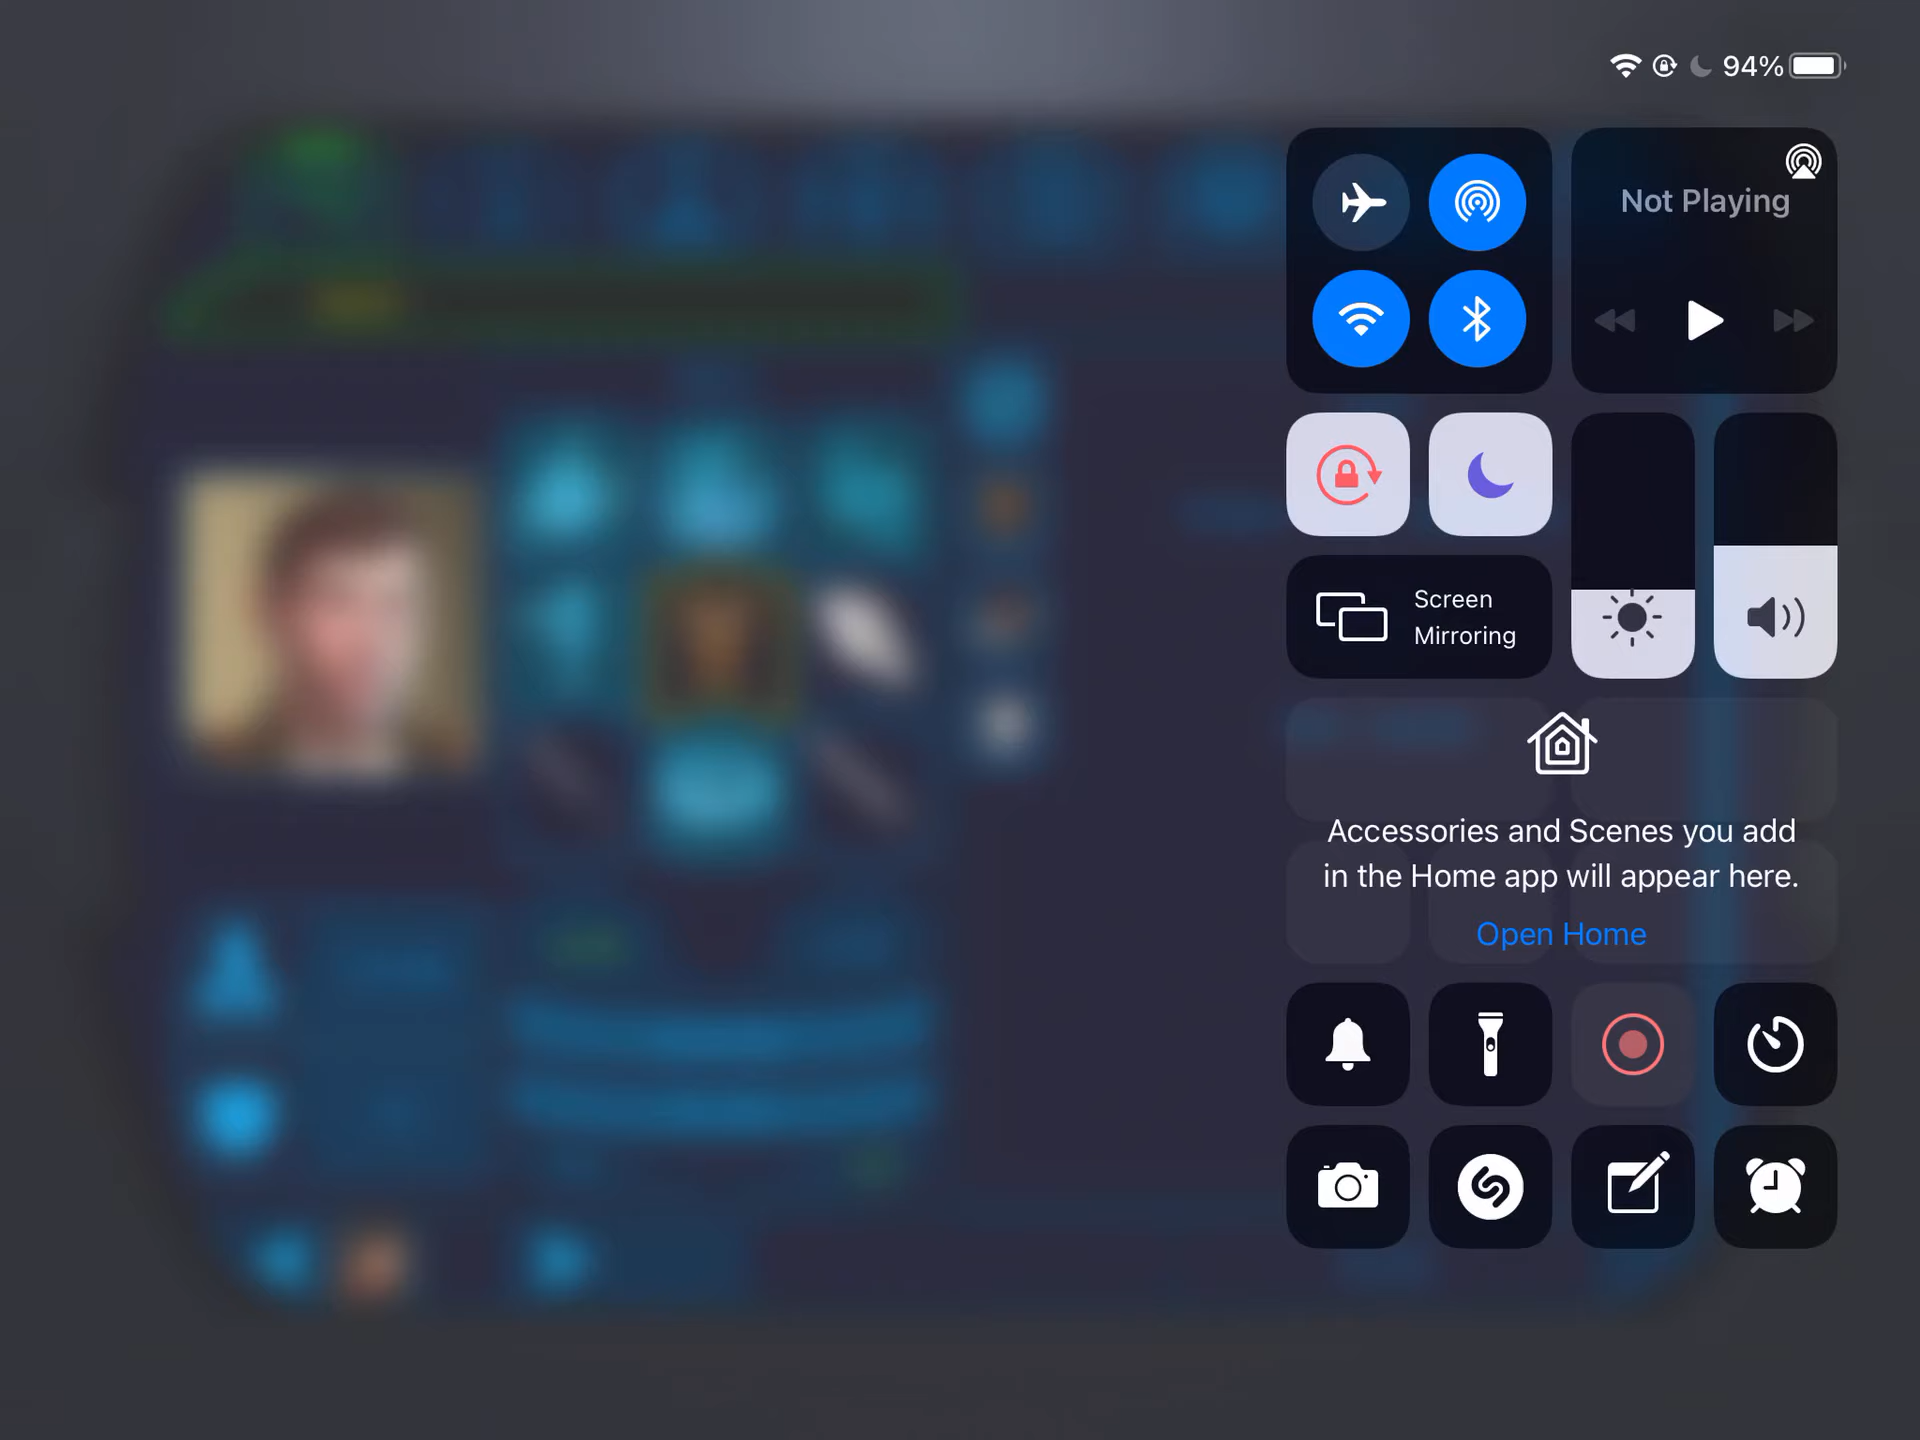 94%
Not Playing
Screen
Mirroring
Accessories and Scenes you add
in the Home app will appear here.
Open Home